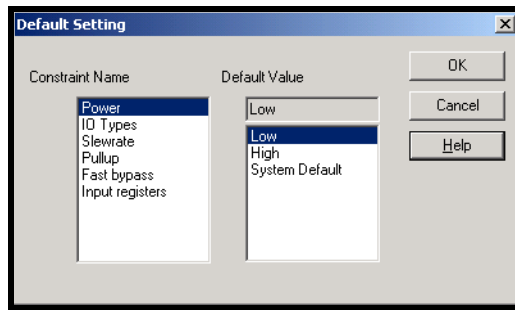 Default Setting
Constraint Name
Default Value
OK
Cancel
Help
Power
IO Types
Slewrate
Pullup
Fast bypass
Input registers
Low
Low
High
System Default